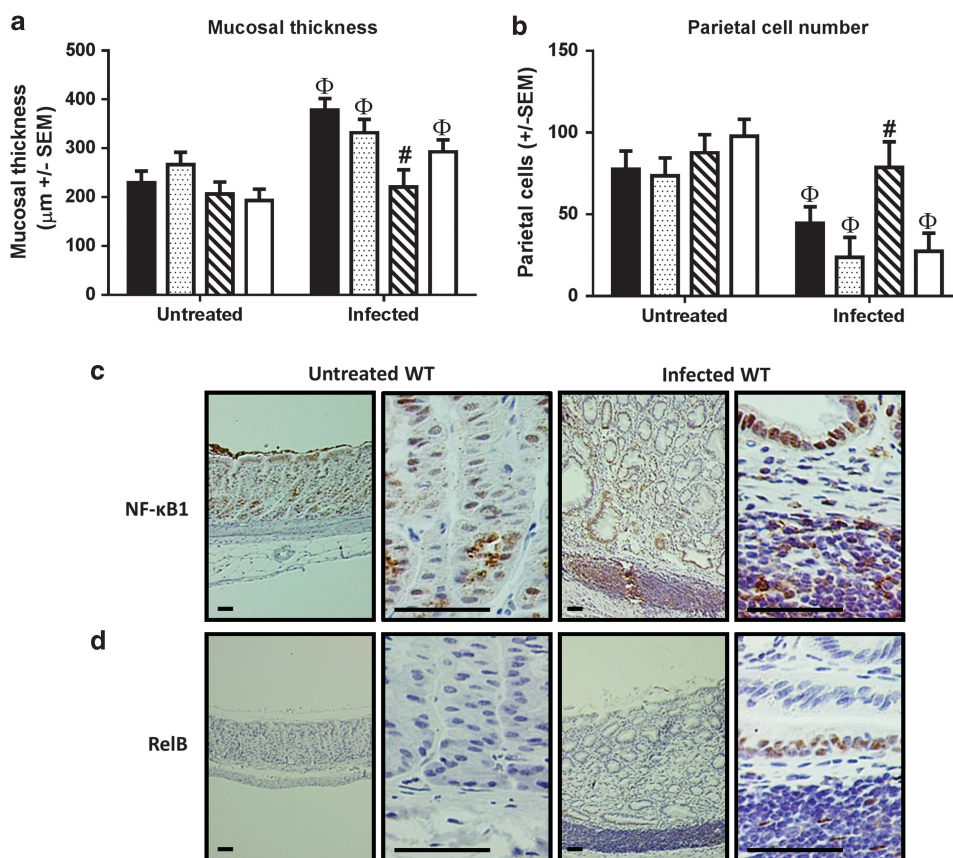 a
Mucosal thickness
Mucosal thickness
(μm +/- SEM)
500
400
300
200
100
0
Φ
Φ
#
Φ
Untreated
Infected
b
Parietal cell number
Parietal cells (+/-SEM)
150
100
50
0
Φ
Φ
#
Φ
Untreated
Infected
c
Untreated WT
Infected WT
NF-κB1
d
RelB